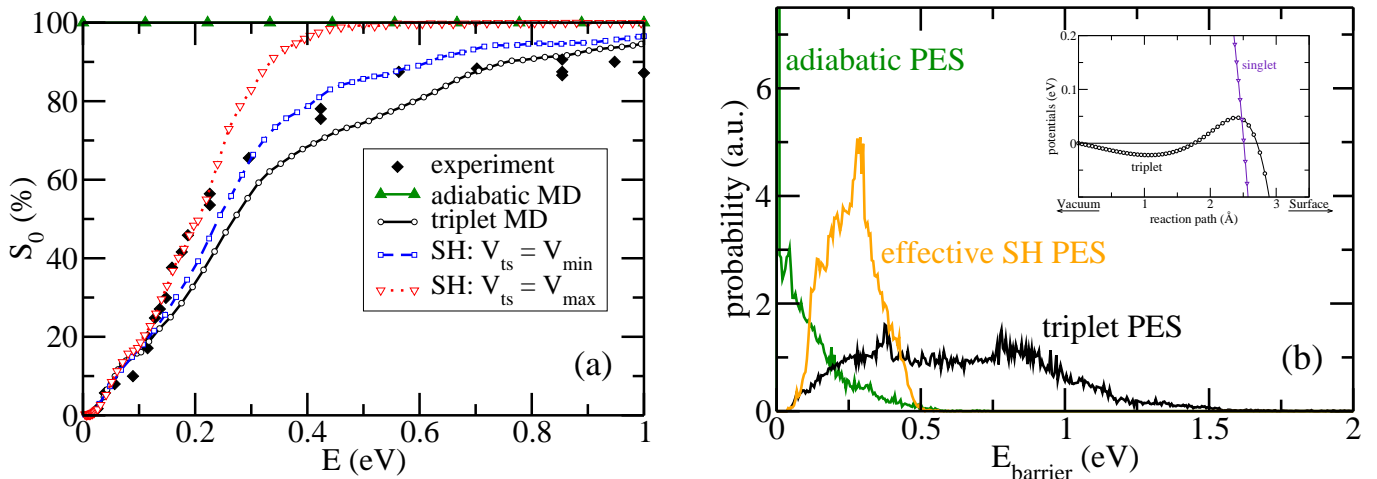 100
80
60
40
20
0
S0 (%)
0
0.2
0.4
0.6
0.8
1
E (eV)
experiment
adiabatic MD
triplet MD
SH: Vts = Vmin
SH: Vts = Vmax
(a)
6
4
2
0
probability (a.u.)
0
0.5
1
1.5
2
Ebarrier (eV)
adiabatic PES
effective SH PES
triplet PES
(b)
0.2
0.1
0
potentials (eV)
singlet
triplet
Vacuum
1
2
3
Surface
reaction path (Å)